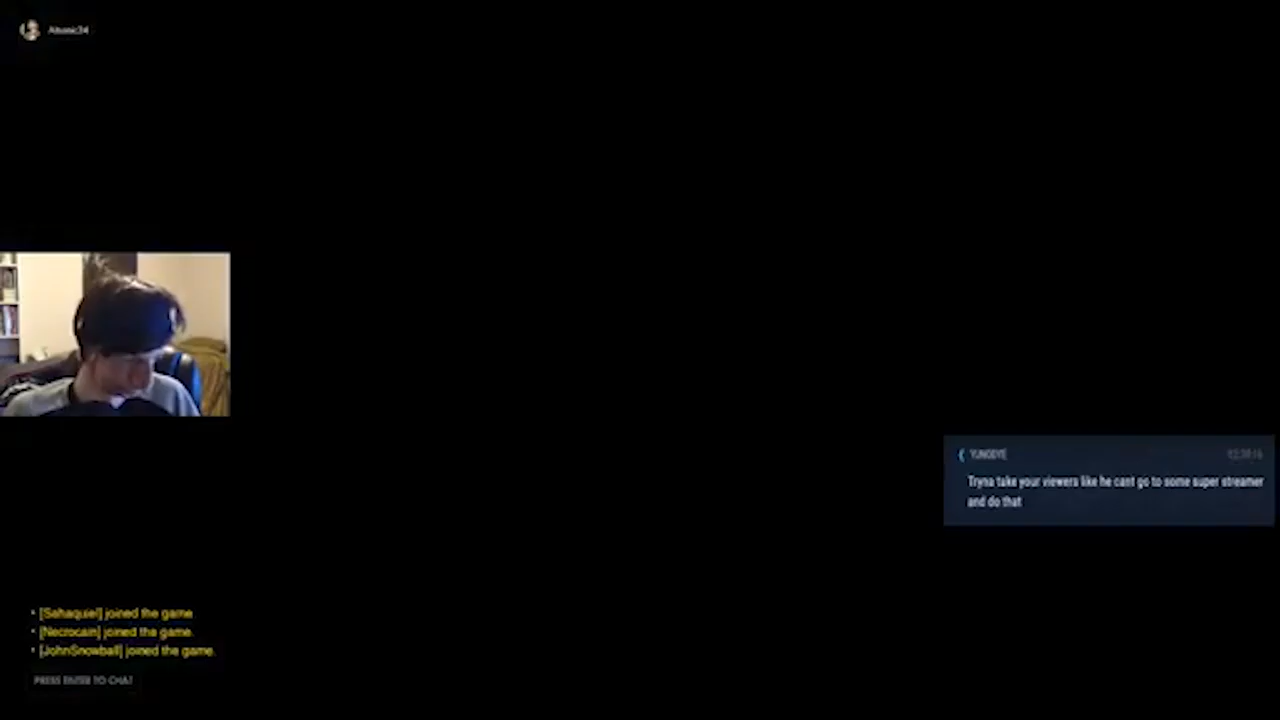 YUNGDYE
Tryna take your viewers like he cant go to some super streamer
and do that
• [Sahaquiel] joined the game.
• [Necrocain] joined the game.
• [JohnSnowball] joined the game.
PRESS ENTER TO CHAT